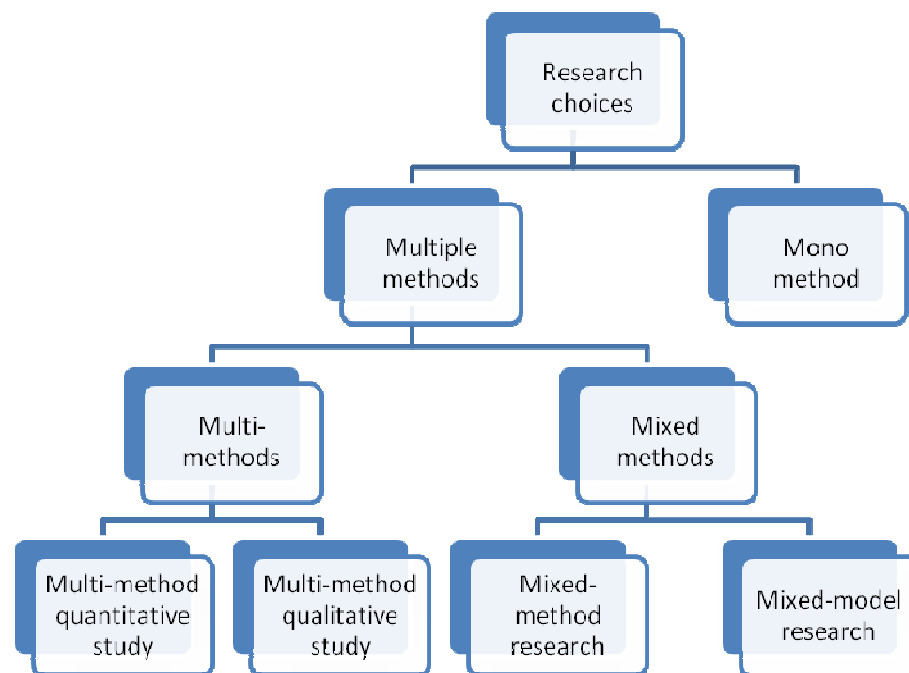 Research
choices
Multiple
methods
Mono
method
Multi-
methods
Mixed
methods
Multi-method
quantitative
study
Multi-method
qualitative
study
Mixed-
method
research
Mixed-model
research